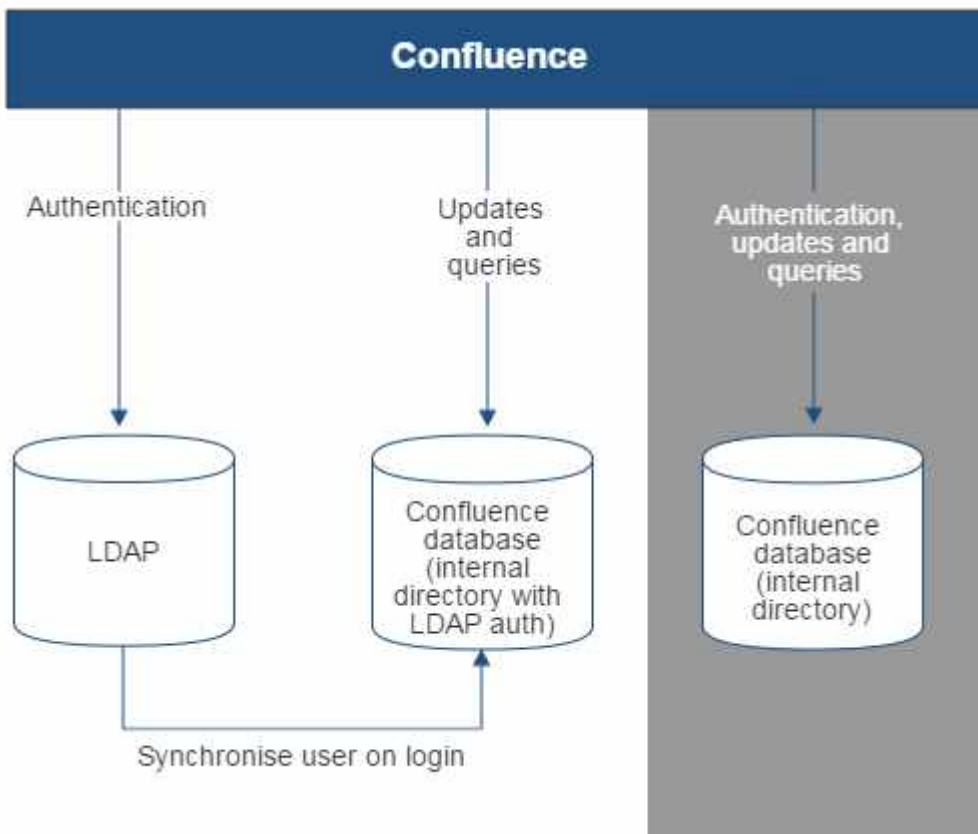 Confluence
Authentication
Updates
and
queries
Authentication,
updates and
queries
LDAP
Confluence
database
(internal
directory with
LDAP auth)
Confluence
database
(internal
directory)
Synchronise user on login